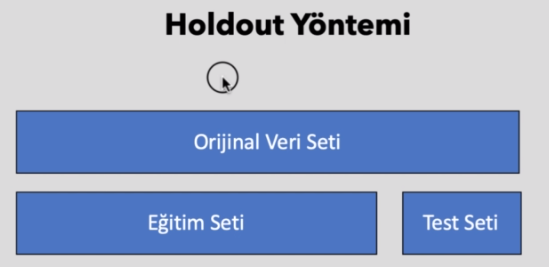 Holdout Yöntemi
Orijinal Veri Seti
Eğitim Seti
Test Seti